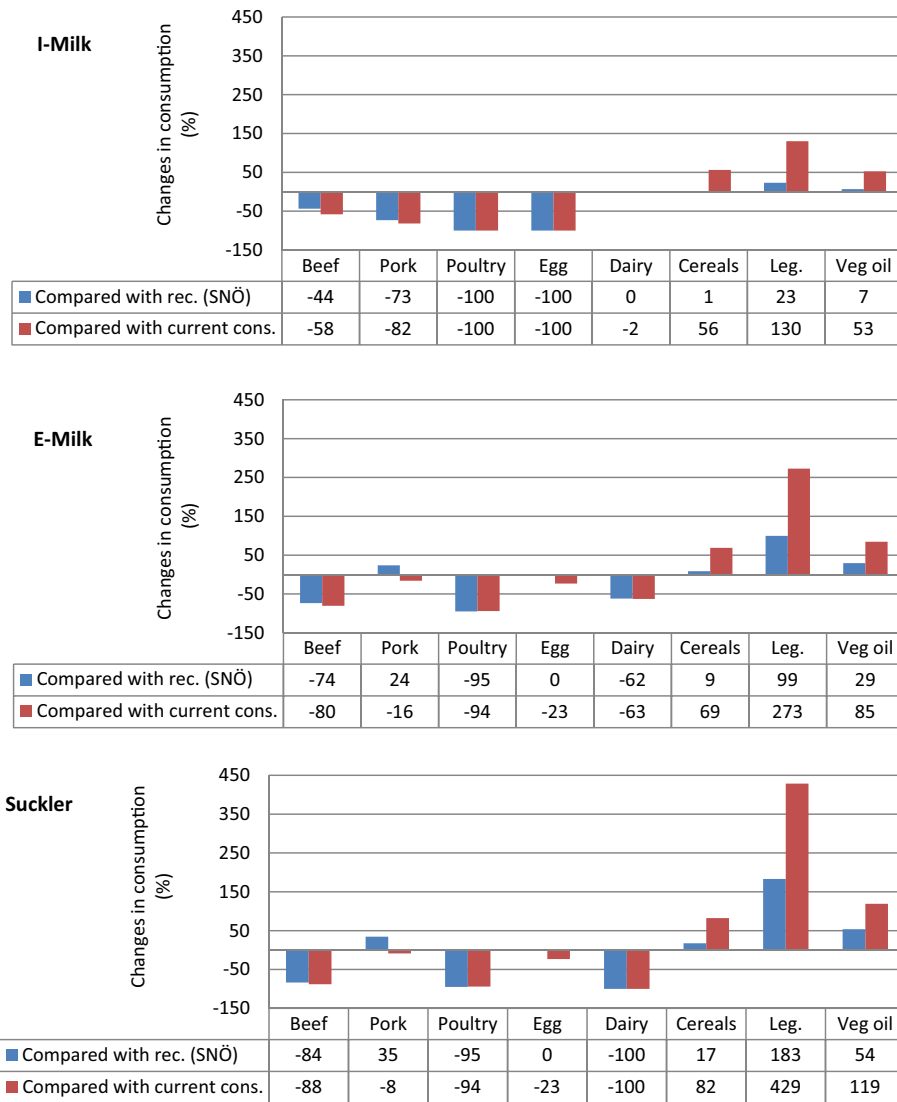 I-Milk
Changes in consumption
(%)
450
350
250
150
50
-50
-150
Beef Pork Poultry Egg Dairy Cereals Leg. Veg oil
Compared with rec. (SNÖ) -44 -73 -100 -100 0 1 23 7
Compared with current cons. -58 -82 -100 -100 -2 56 130 53
E-Milk
Changes in consumption
(%)
450
350
250
150
50
-50
-150
Beef Pork Poultry Egg Dairy Cereals Leg. Veg oil
Compared with rec. (SNÖ) -74 24 -95 0 -62 9 99 29
Compared with current cons. -80 -16 -94 -23 -63 69 273 85
Suckler
Changes in consumption
(%)
450
350
250
150
50
-50
-150
Beef Pork Poultry Egg Dairy Cereals Leg. Veg oil
Compared with rec. (SNÖ) -84 35 -95 0 -100 17 183 54
Compared with current cons. -88 -8 -94 -23 -100 82 429 119